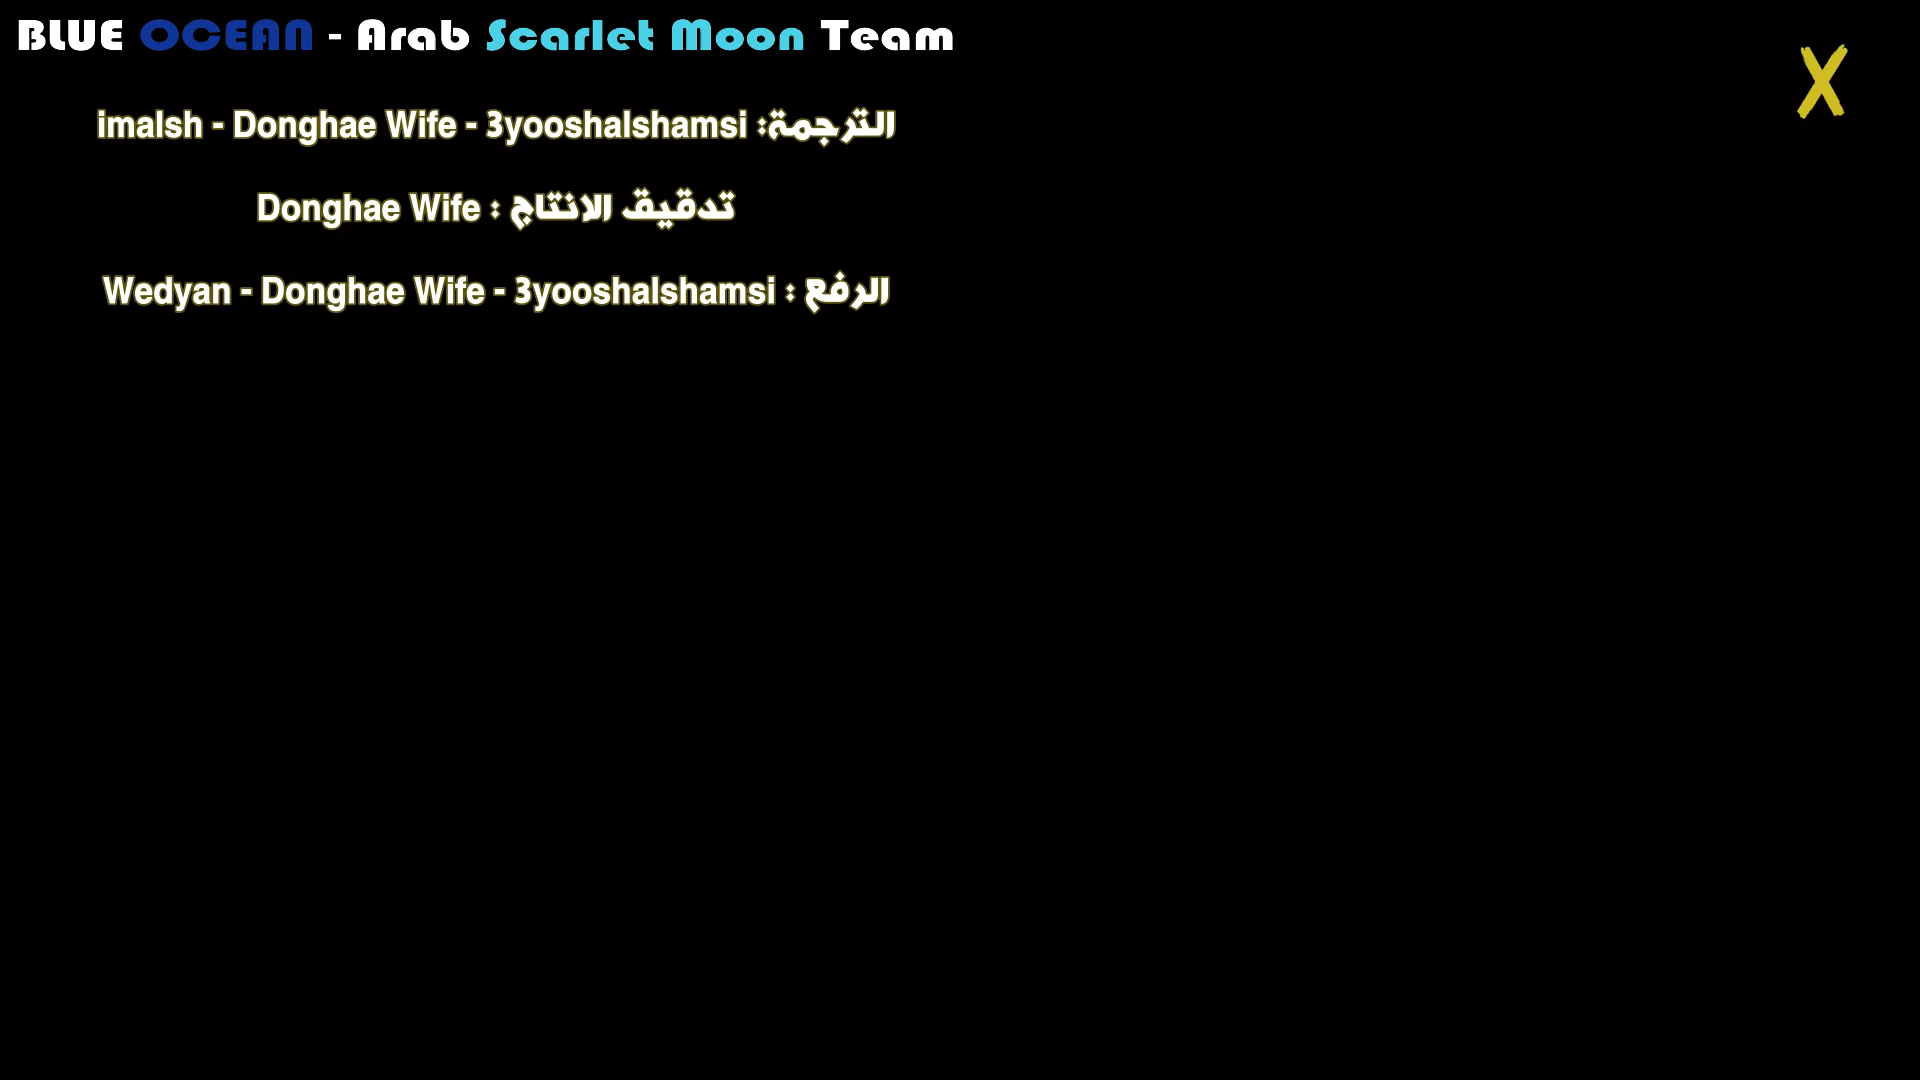 BLUE OCEAN - Arab Scarlet Moon Team
X
الترجمة: imalsh - Donghae Wife - 3yooshalshamsi
تدقيق الانتاج : Donghae Wife
الرفع : Wedyan - Donghae Wife - 3yooshalshamsi